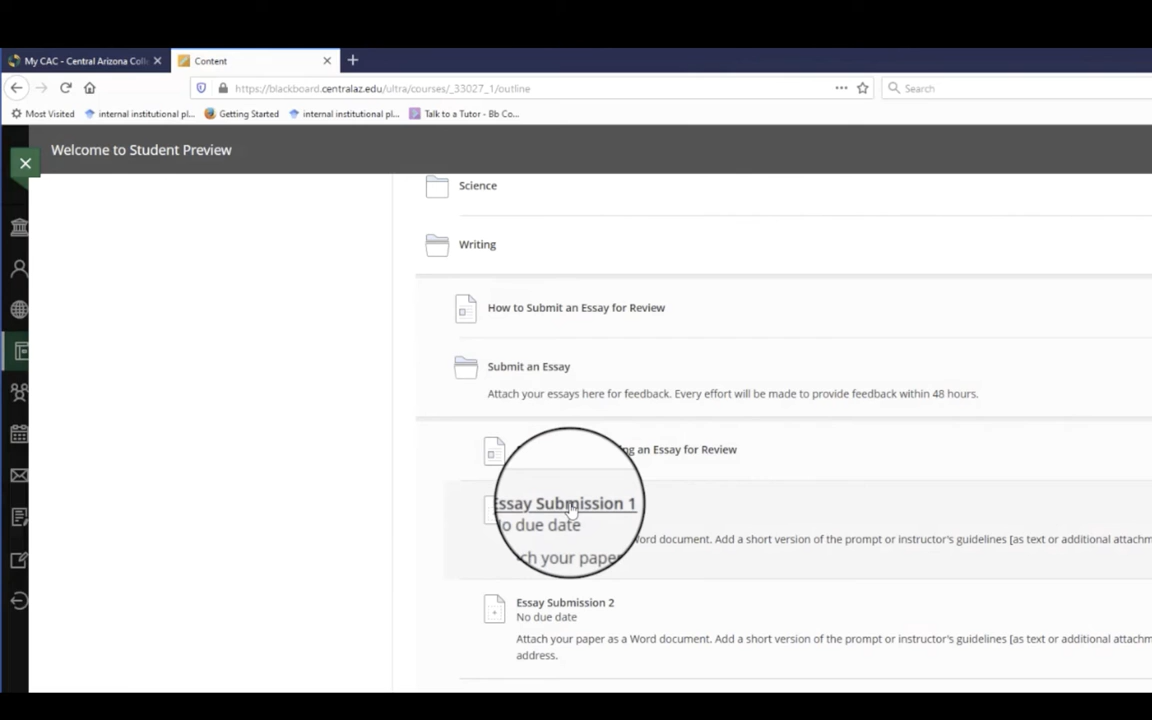 My CAC - Central Arizona Coll
Content
https://blackboard.centralaz.edu/ultra/courses/_33027_1/outline
Search
Most Visited
internal institutional pl...
Getting Started
internal institutional pl...
Talk to a Tutor - Bb Co...
Welcome to Student Preview
Science
Writing
How to Submit an Essay for Review
Submit an Essay
Attach your essays here for feedback. Every effort will be made to provide feedback within 48 hours.
an Essay for Review
Essay Submission 1
No due date
your paper
Word document. Add a short version of the prompt or instructor's guidelines [as text or additional
Essay Submission 2
No due date
Attach your paper as a Word document. Add a short version of the prompt or instructor's guidelines [as text or additional
address.